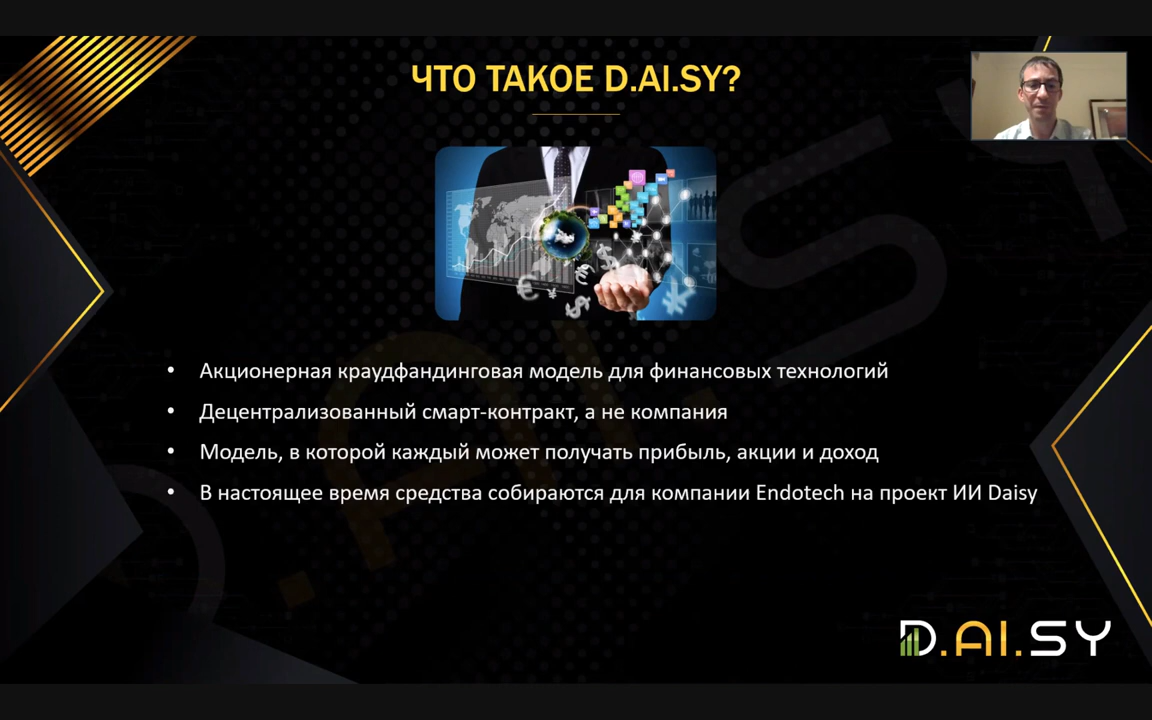 ЧТО ТАКОЕ D.AI.SY?
• Акционерная краудфандинговая модель для финансовых технологий
• Децентрализованный смарт-контракт, а не компания
• Модель, в которой каждый может получать прибыль, акции и доход
• В настоящее время средства собираются для компании Endotech на проект ИИ Daisy
D.AI.SY